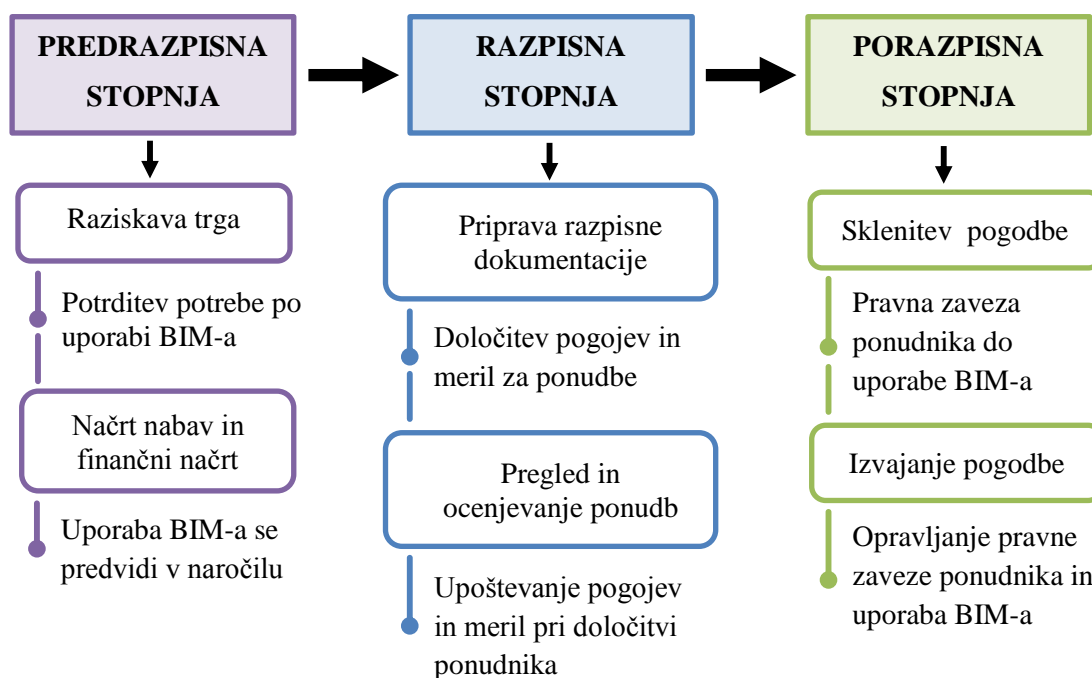 PREDRAZPISNA
STOPNJA
Raziskava trga
Potrditev potrebe po
uporabi BIM-a
Načrt nabav in
finančni načrt
Uporaba BIM-a se
predvidi v naročilu
RAZPISNA
STOPNJA
Priprava razpisne
dokumentacije
Določitev pogojev in
meril za ponudbe
Pregled in
ocenjevanje ponudb
Upoštevanje pogojev
in meril pri določitvi
ponudnika
PORAZPISNA
STOPNJA
Sklenitev pogodbe
Pravna zaveza
ponudnika do
uporabe BIM-a
Izvajanje pogodbe
Opravljanje pravne
zaveze ponudnika in
uporaba BIM-a